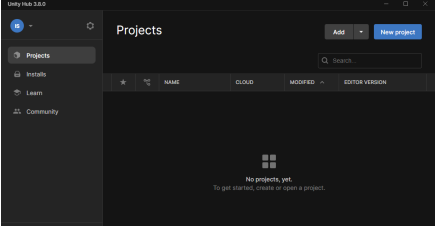 Unity Hub 3.8.0
IS
Projects
Installs
Learn
Community
Projects
Add
New project
Search...
NAME CLOUD MODIFIED EDITOR VERSION
No projects, yet.
To get started, create or open a project.